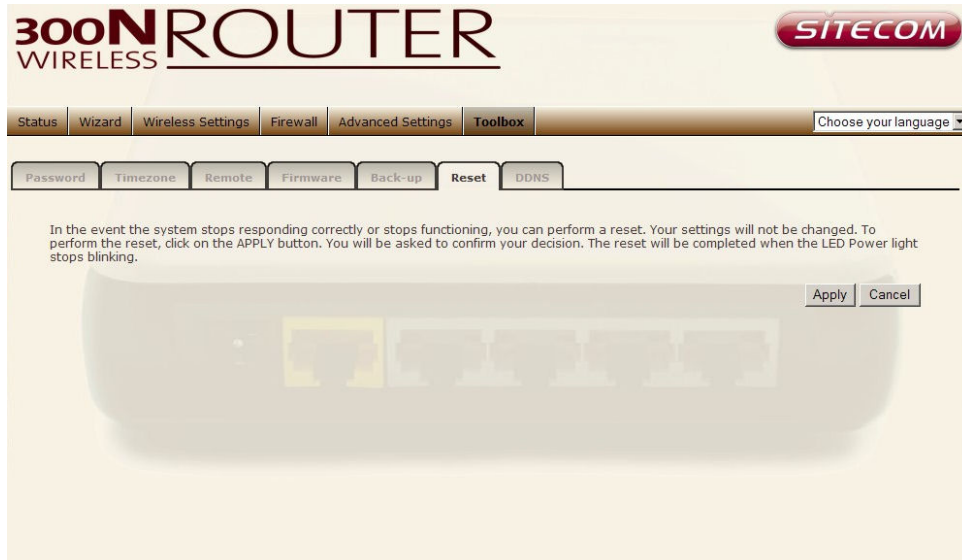 300N ROUTER
WIRELESS
SITECOM
Status Wizard Wireless Settings Firewall Advanced Settings Toolbox Choose your language
Password Timezone Remote Firmware Back-up Reset DDNS
In the event the system stops responding correctly or stops functioning, you can perform a reset. Your settings will not be changed. To
perform the reset, click on the APPLY button. You will be asked to confirm your decision. The reset will be completed when the LED Power light
stops blinking.
Apply Cancel